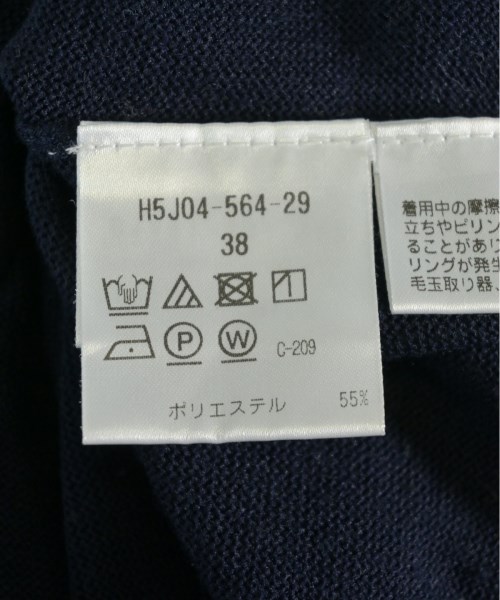 H5J04-564-29
38
P W C-209
ポリエステル 55%
着用中の摩擦
立ちやピリン
ることがあり
リングが発生
毛玉取り器、